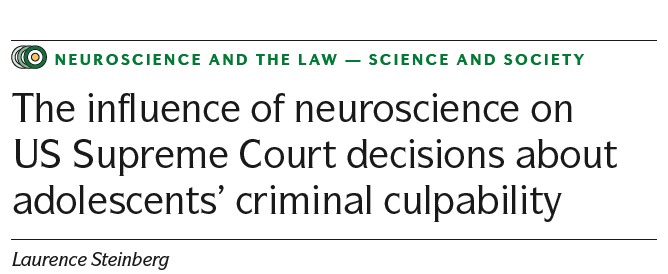 NEUROSCIENCE AND THE LAW — SCIENCE AND SOCIETY
The influence of neuroscience on
US Supreme Court decisions about
adolescents’ criminal culpability
Laurence Steinberg